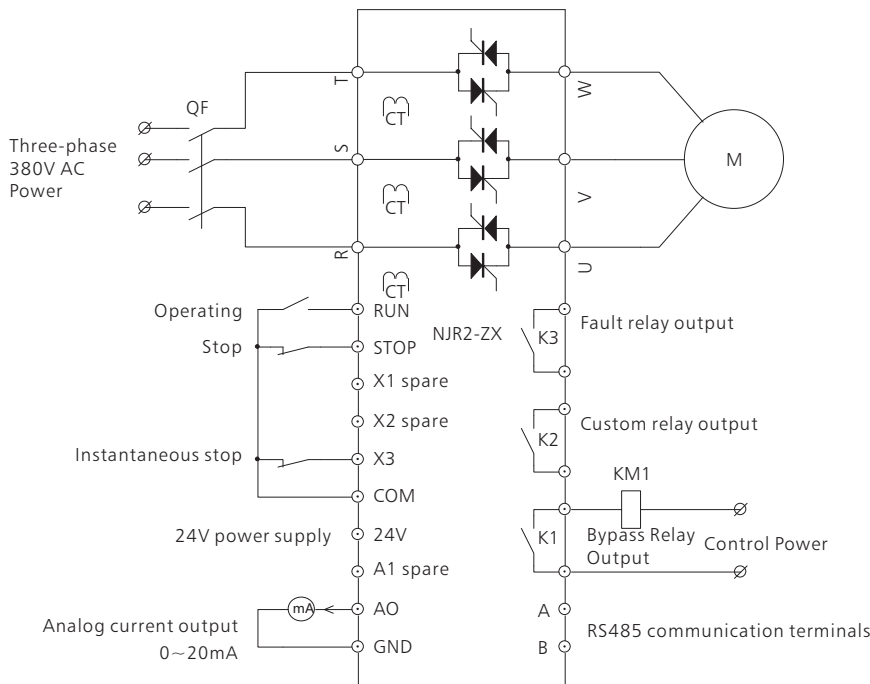 T
W
QF
CT
Three-phase
380V AC
Power
S
M
CT
V
R
U
CT
Operating
RUN
NJR2-ZX
K3
Fault relay output
Stop
STOP
X1 spare
X2 spare
K2
Custom relay output
Instantaneous stop
X3
KM1
COM
24V power supply
24V
K1
Bypass Relay
Output
Control Power
A1 spare
mA
AO
A
Analog current output
0~20mA
RS485 communication terminals
GND
B